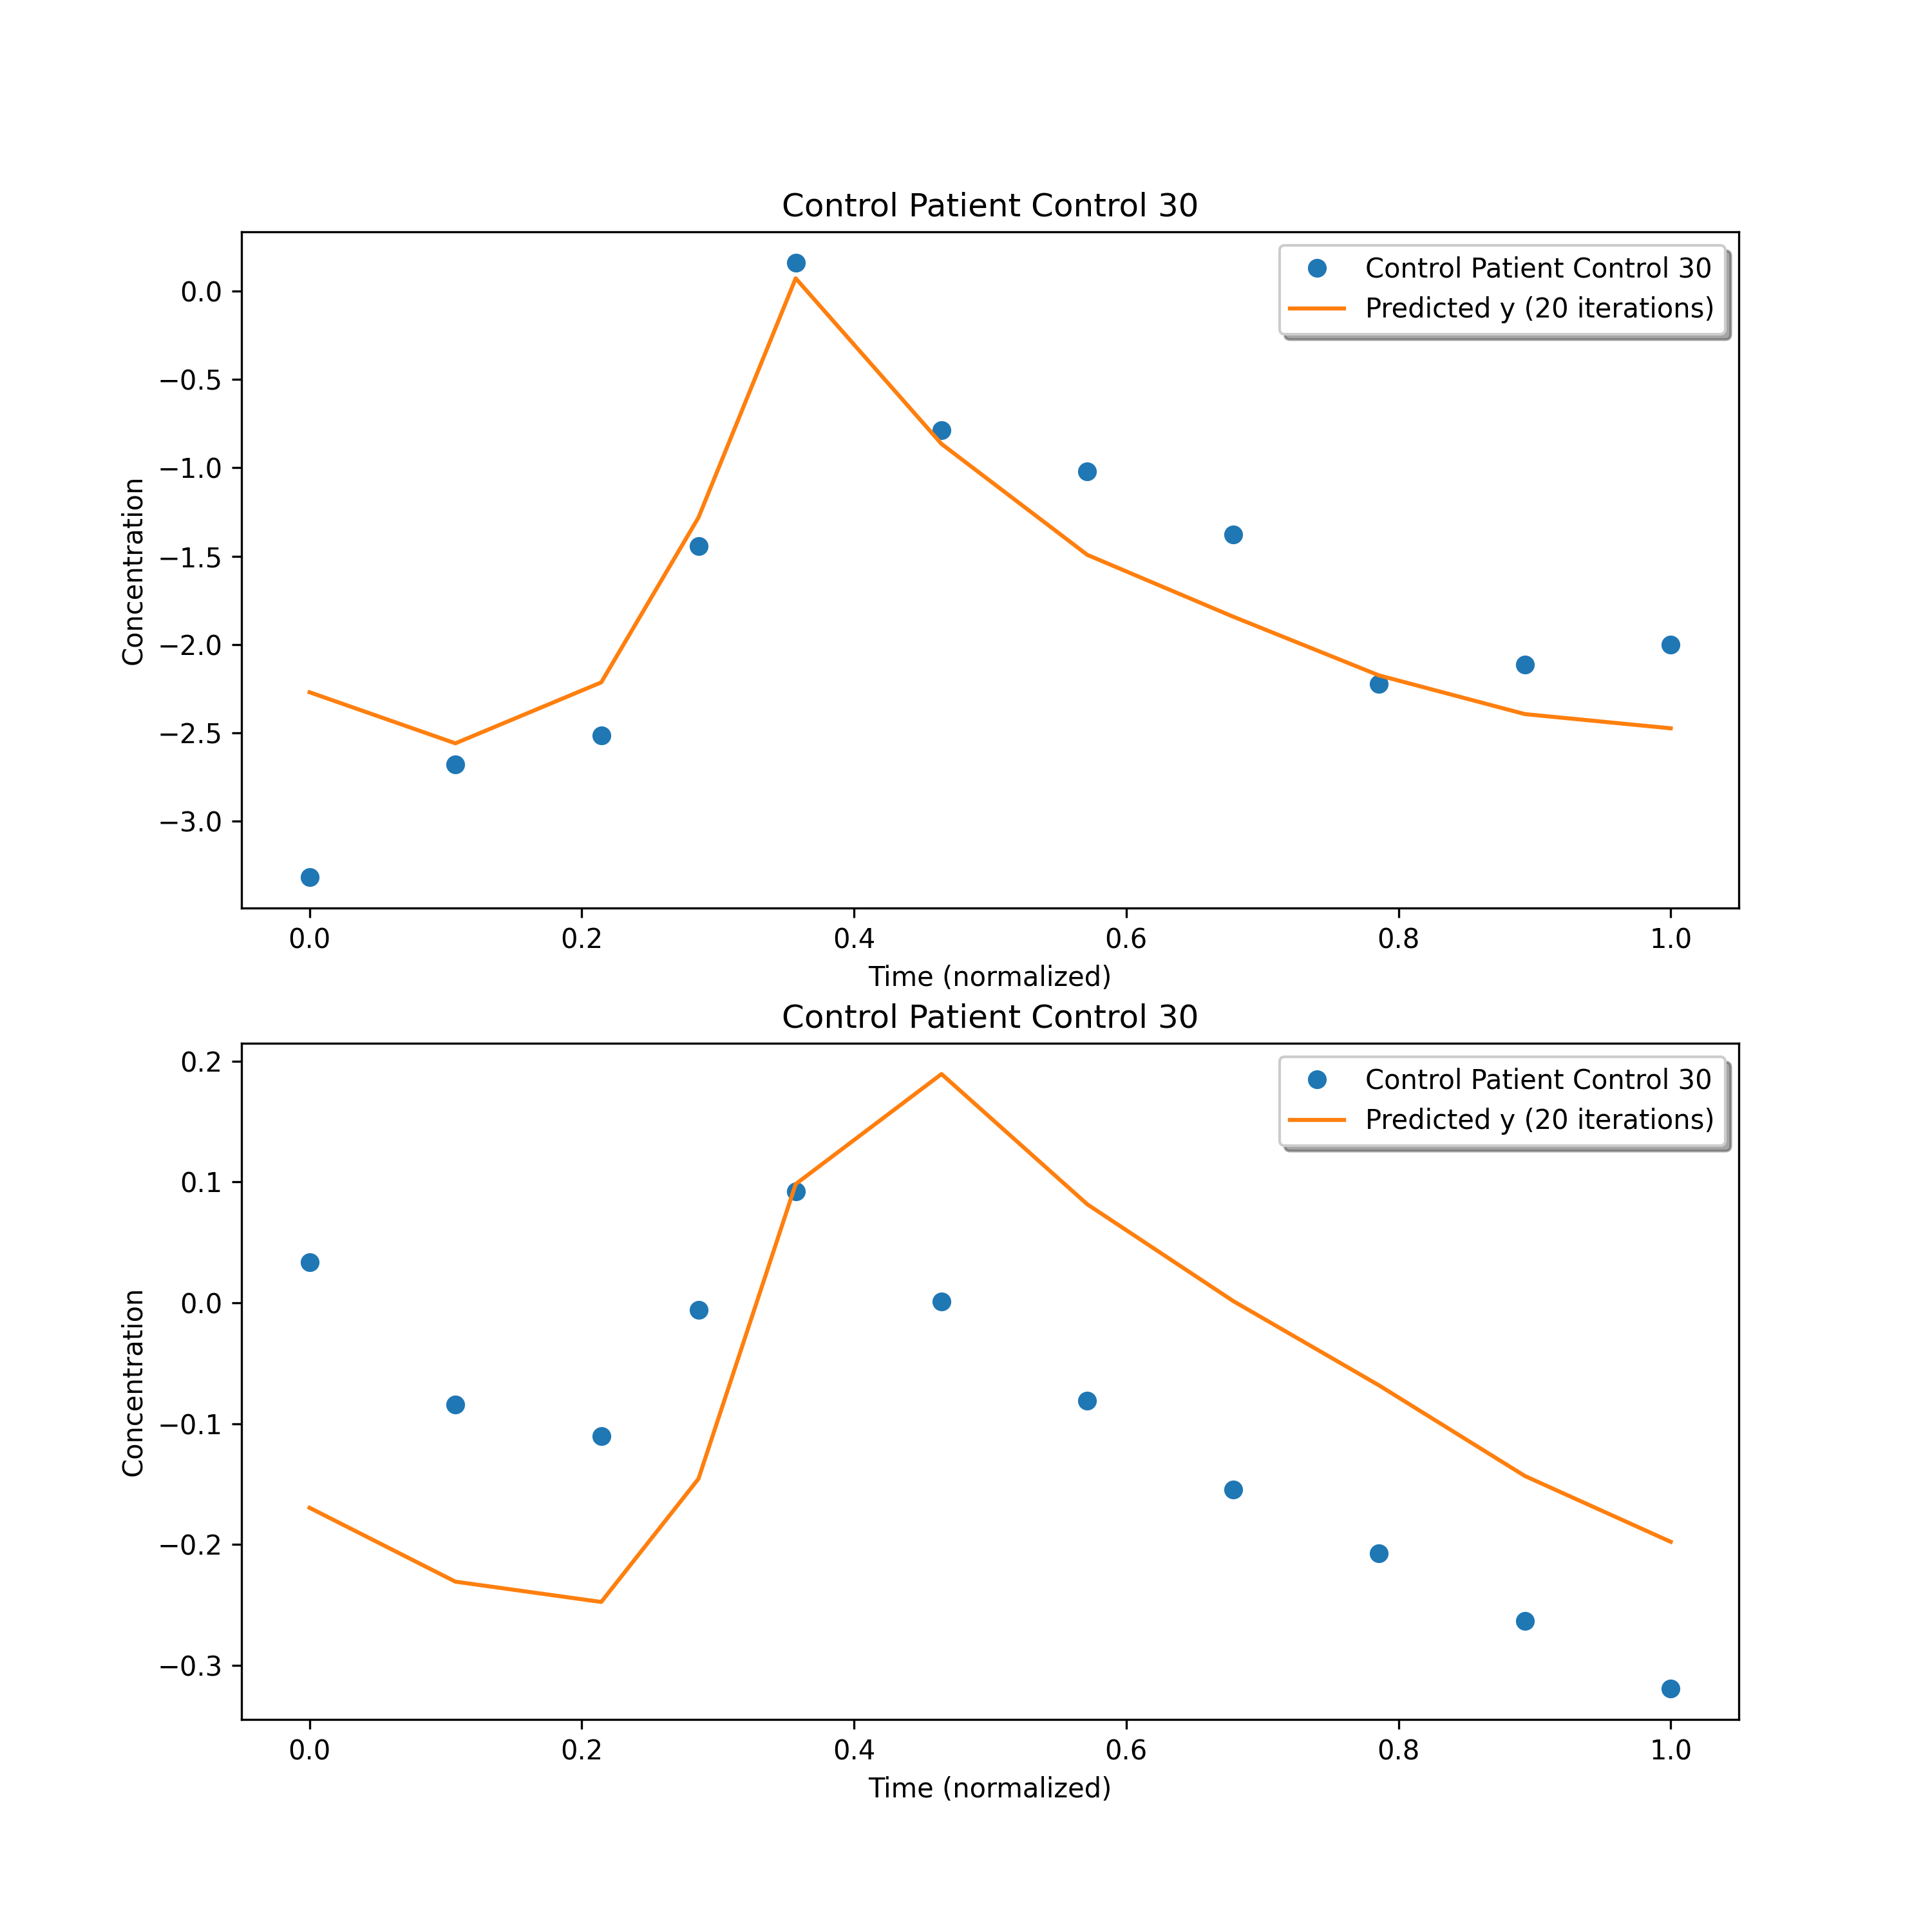 Control Patient Control 30
Control Patient Control 30
Predicted y (20 iterations)
0.0
−0.5
−1.0
−1.5
−2.0
−2.5
−3.0
Concentration
0.0 0.2 0.4 0.6 0.8 1.0
Time (normalized)
Control Patient Control 30
Control Patient Control 30
Predicted y (20 iterations)
0.2
0.1
0.0
−0.1
−0.2
−0.3
Concentration
0.0 0.2 0.4 0.6 0.8 1.0
Time (normalized)